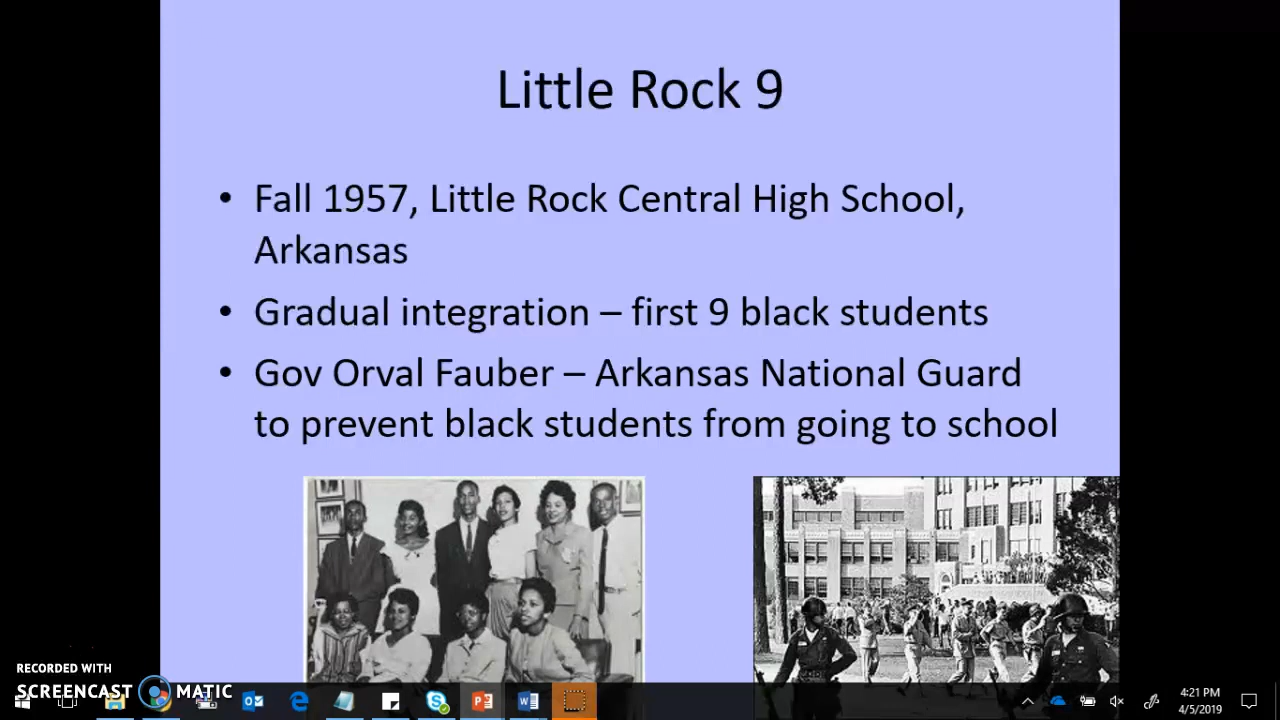 Little Rock 9
• Fall 1957, Little Rock Central High School,
Arkansas
• Gradual integration – first 9 black students
• Gov Orval Fauber – Arkansas National Guard
to prevent black students from going to school
RECORDED WITH
SCREENCAST MATIC
4:21 PM
4/5/2019